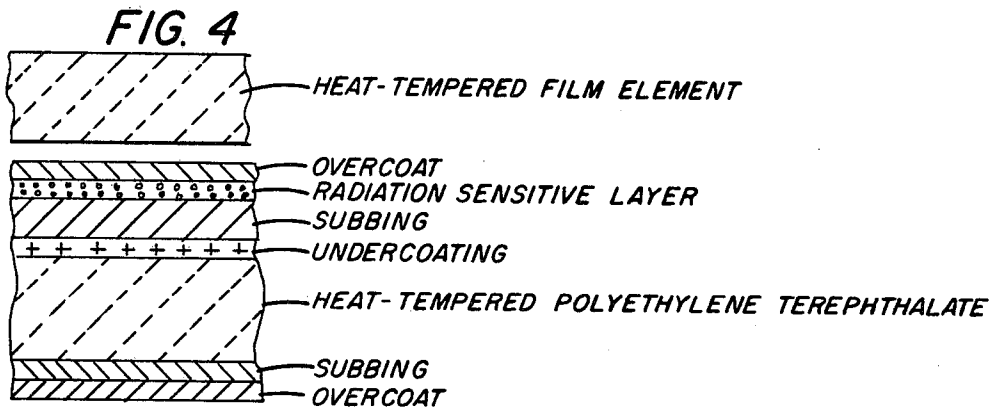 FIG. 4
HEAT-TEMPERED FILM ELEMENT
OVERCOAT
RADIATION SENSITIVE LAYER
SUBBING
UNDERCOATING
HEAT-TEMPERED POLYETHYLENE TEREPHTHALATE
SUBBING
OVERCOAT